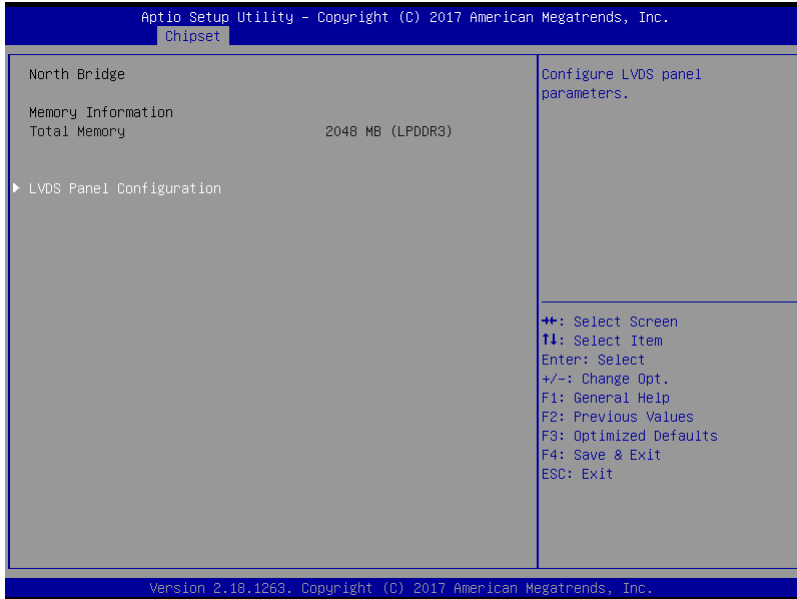 Aptio Setup Utility – Copyright (C) 2017 American Megatrends, Inc.
Chipset
North Bridge
Memory Information
Total Memory 2048 MB (LPDDR3)
LVDS Panel Configuration
Configure LVDS panel
parameters.
→←: Select Screen
↑↓: Select Item
Enter: Select
+/-: Change Opt.
F1: General Help
F2: Previous Values
F3: Optimized Defaults
F4: Save & Exit
ESC: Exit
Version 2.18.1263. Copyright (C) 2017 American Megatrends, Inc.